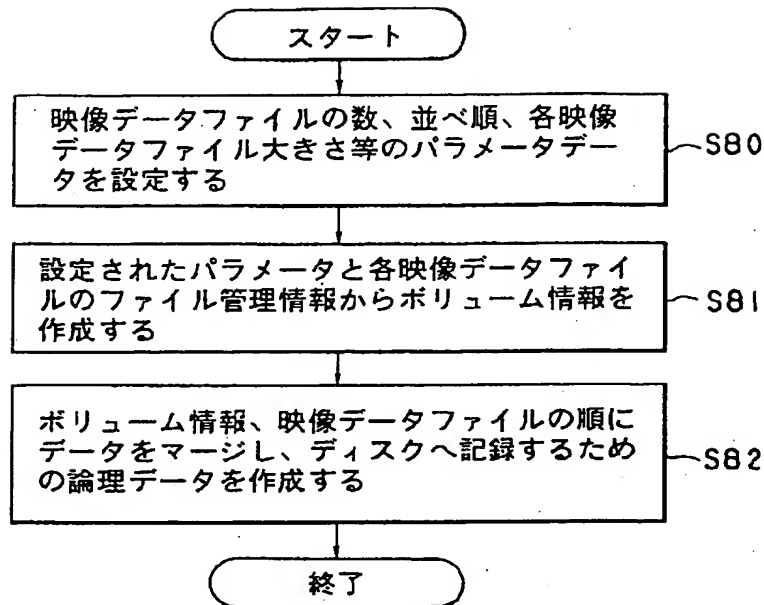 スタート
映像データファイルの数、並べ順、各映像
データファイル大きさ等のパラメータデー
タを設定する
S80
設定されたパラメータと各映像データファイ
ルのファイル管理情報からボリューム情報を
作成する
S81
ボリューム情報、映像データファイルの順に
データをマージし、ディスクへ記録するため
の論理データを作成する
S82
終了